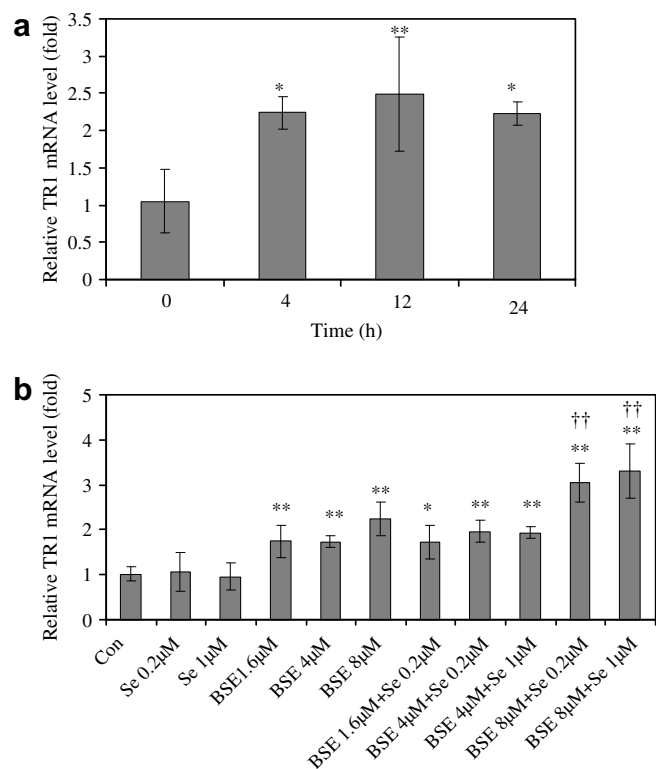 a
Relative TR1 mRNA level (fold)
3.5
3
2.5
2
1.5
1
0.5
0
*
**
*
0 4 12 24
Time (h)
b
Relative TR1 mRNA level (fold)
5
4
3
2
1
0
** ** ** * ** ** †† ** †† **
Con
Se 0.2µM
Se 1µM
BSE1.6µM
BSE 4µM
BSE 8µM
BSE 1.6µM+Se 0.2µM
BSE 4µM+Se 0.2µM
BSE 4µM+Se 1µM
BSE 8µM+Se 0.2µM
BSE 8µM+Se 1µM